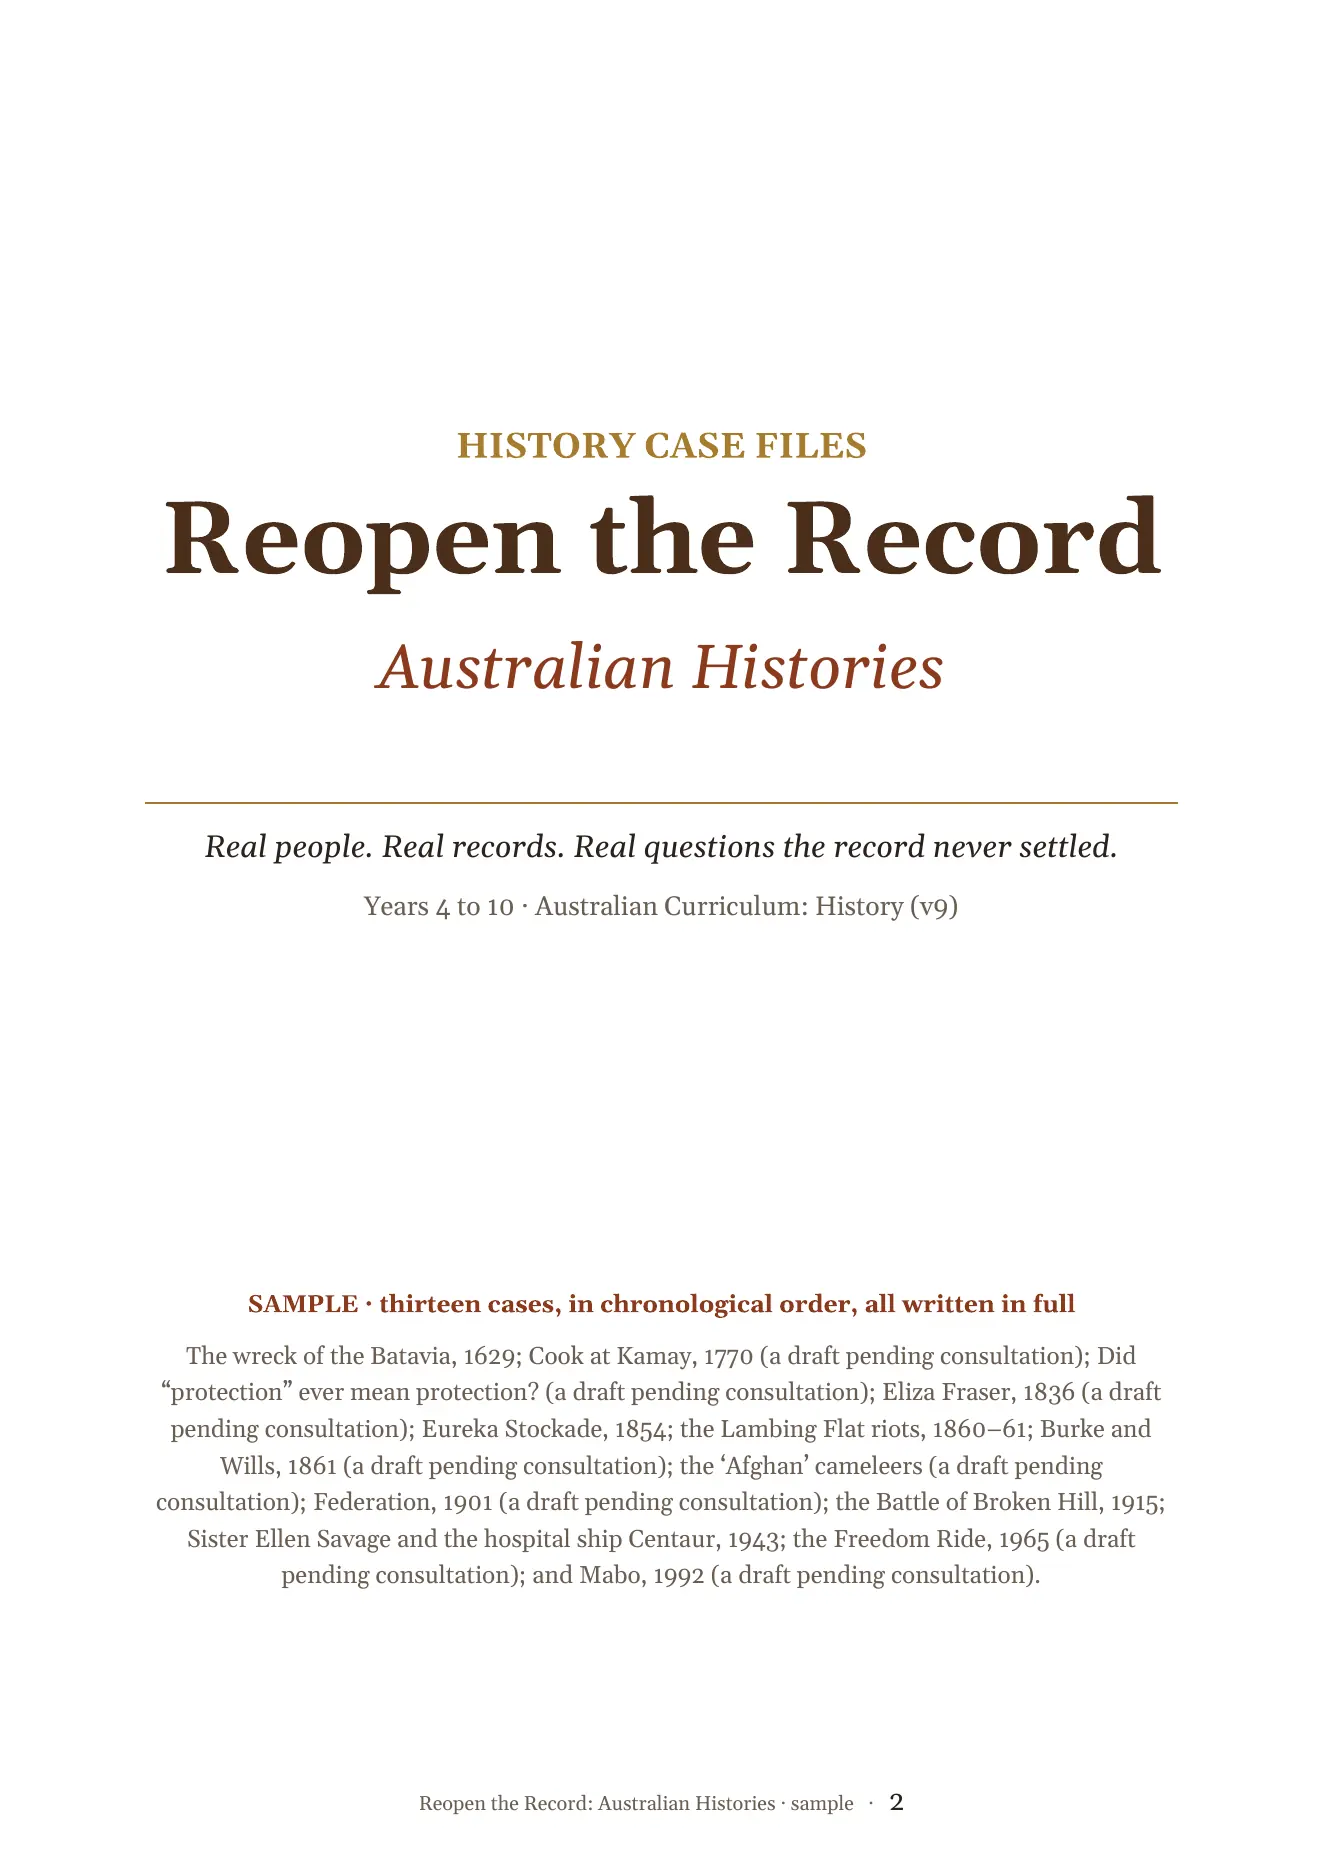 HISTORY CASE FILES
Reopen the Record
Australian Histories
Real people. Real records. Real questions the record never settled.
Years 4 to 10 · Australian Curriculum: History (v9)
SAMPLE · thirteen cases, in chronological order, all written in full
The wreck of the Batavia, 1629; Cook at Kamay, 1770 (a draft pending consultation); Did
“protection” ever mean protection? (a draft pending consultation); Eliza Fraser, 1836 (a draft
pending consultation); Eureka Stockade, 1854; the Lambing Flat riots, 1860–61; Burke and
Wills, 1861 (a draft pending consultation); the ‘Afghan’ cameleers (a draft pending
consultation); Federation, 1901 (a draft pending consultation); the Battle of Broken Hill, 1915;
Sister Ellen Savage and the hospital ship Centaur, 1943; the Freedom Ride, 1965 (a draft
pending consultation); and Mabo, 1992 (a draft pending consultation).
Reopen the Record: Australian Histories · sample · 2